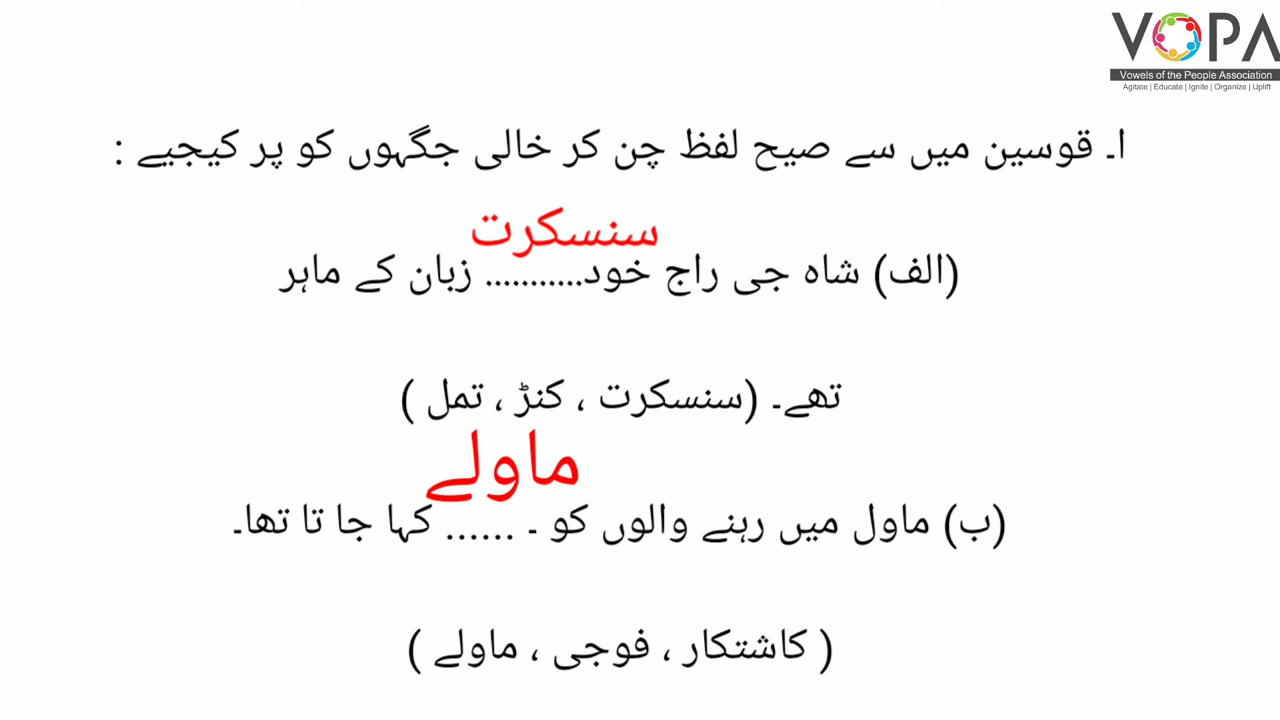 VOPA
Vowels of the People Association
Agitate | Educate | Ignite | Organize | Uplift
ا۔ قوسین میں سے صیح لفظ چن کر خالی جگہوں کو پر کیجیے :
سنسکرت
(الف) شاہ جی راج خود........... زبان کے ماہر
تھے۔ (سنسکرت ، کنڑ ، تمل )
ماولے
(ب) ماول میں رہنے والوں کو ۔ ...... کہا جا تا تھا۔
( کاشتکار ، فوجی ، ماولے )